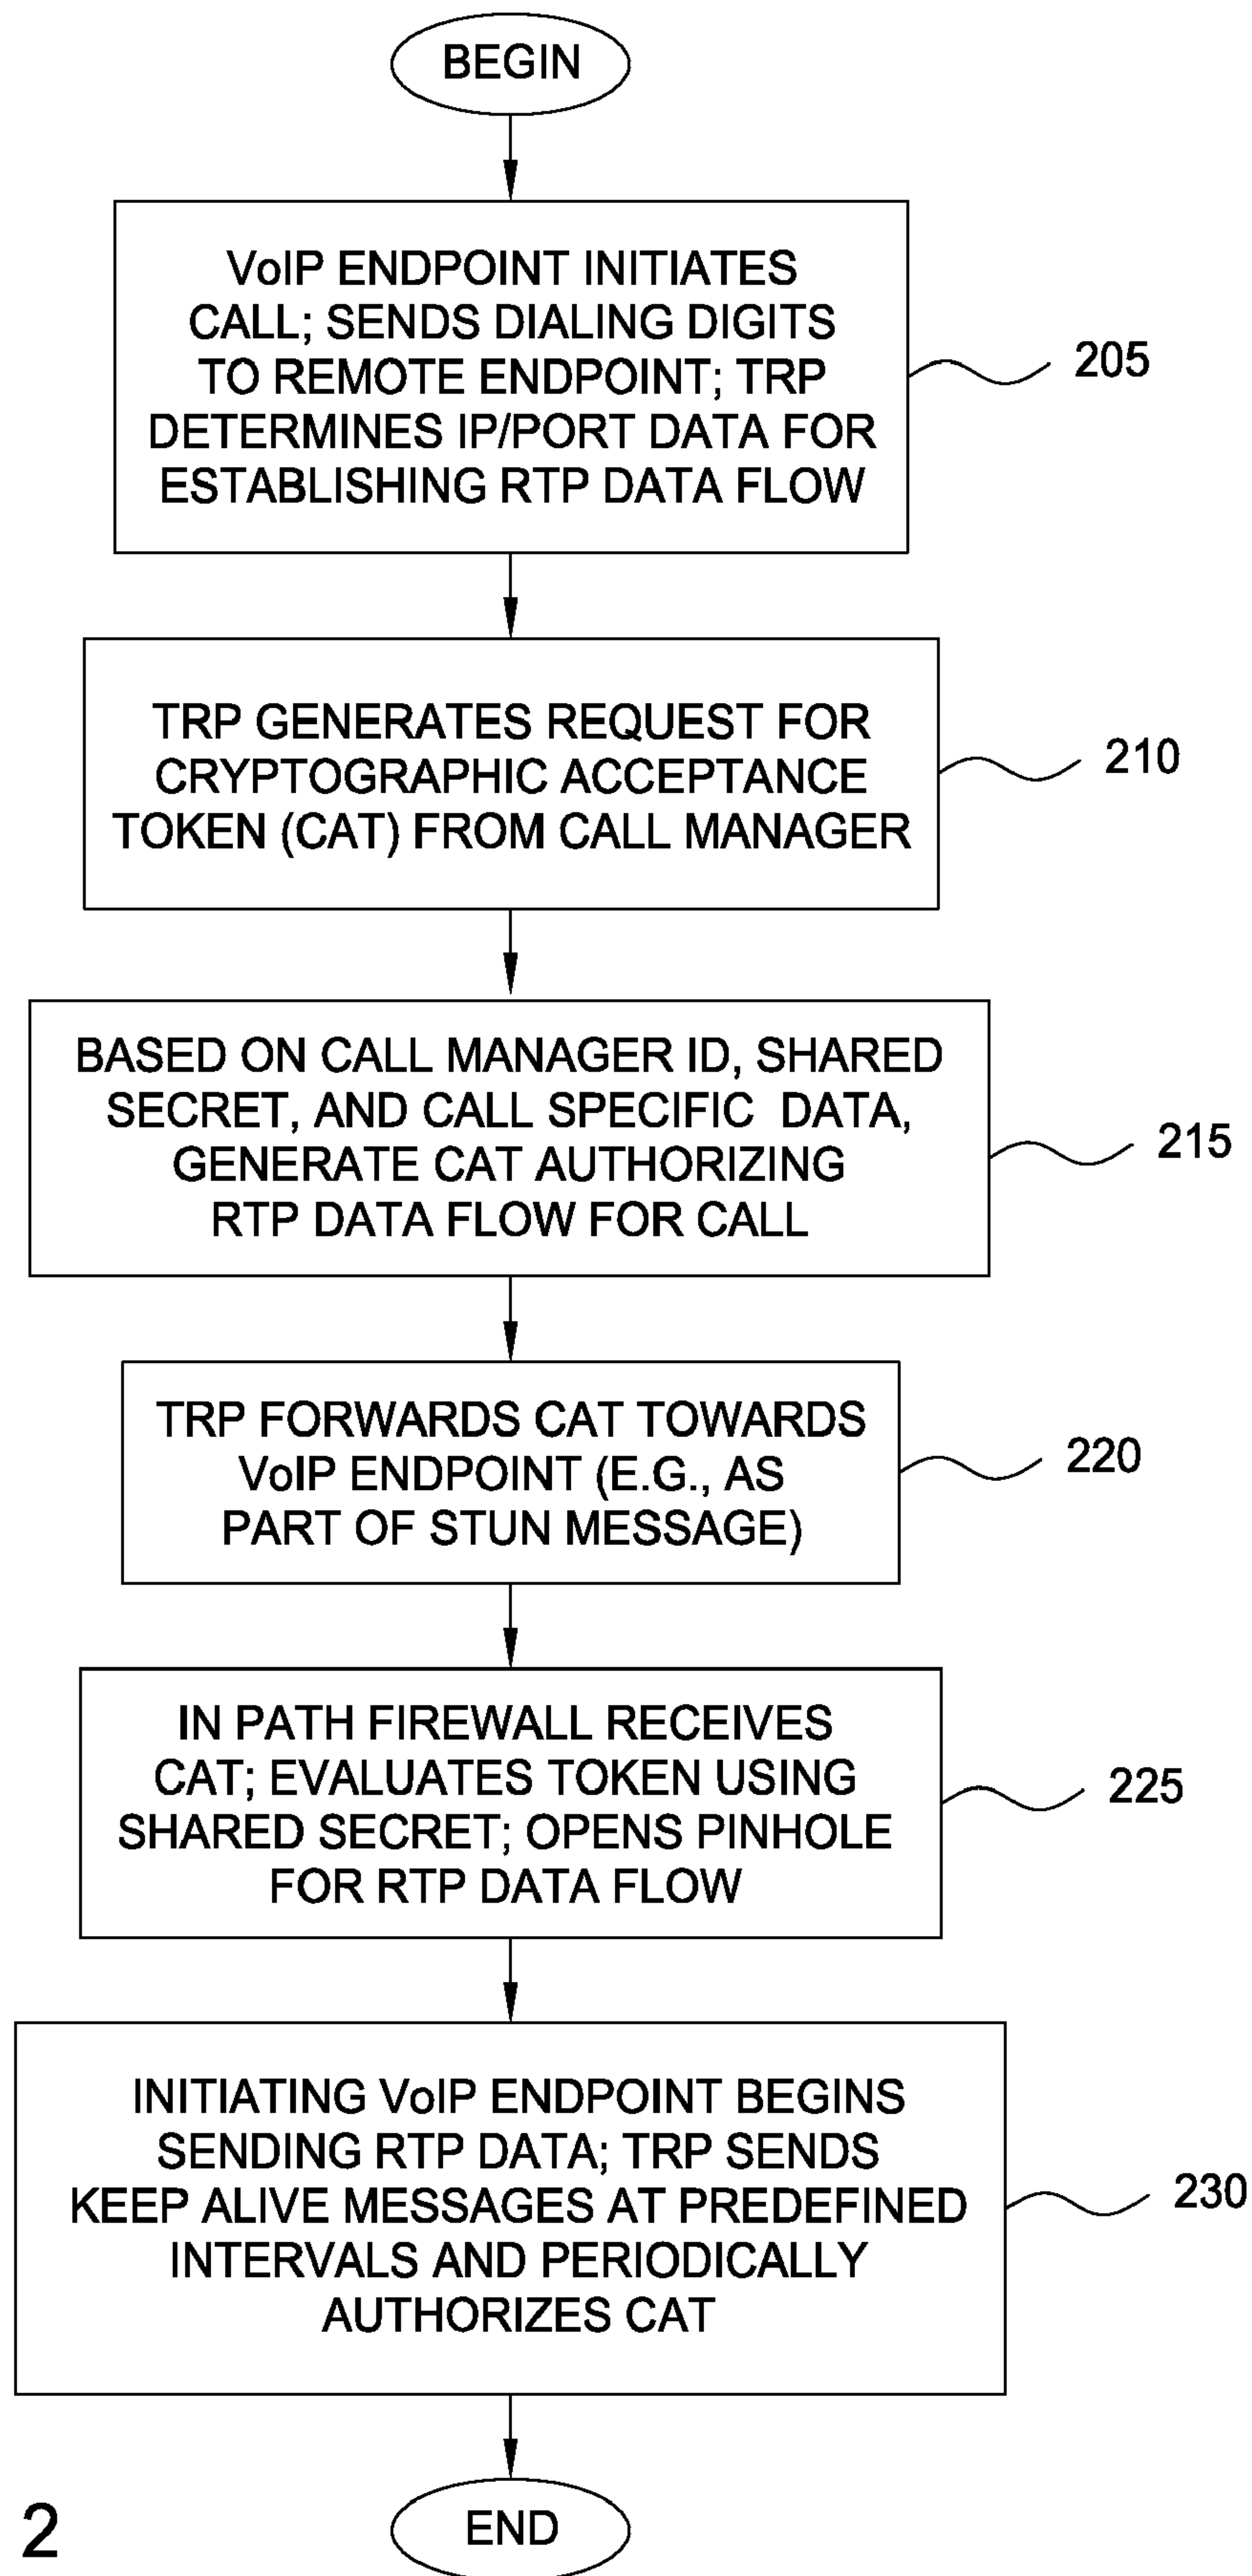 BEGIN
VoIP ENDPOINT INITIATES
CALL; SENDS DIALING DIGITS
TO REMOTE ENDPOINT; TRP
DETERMINES IP/PORT DATA FOR
ESTABLISHING RTP DATA FLOW
205
TRP GENERATES REQUEST FOR
CRYPTOGRAPHIC ACCEPTANCE
TOKEN (CAT) FROM CALL MANAGER
210
BASED ON CALL MANAGER ID, SHARED
SECRET, AND CALL SPECIFIC DATA,
GENERATE CAT AUTHORIZING
RTP DATA FLOW FOR CALL
215
TRP FORWARDS CAT TOWARDS
VoIP ENDPOINT (E.G., AS
PART OF STUN MESSAGE)
220
IN PATH FIREWALL RECEIVES
CAT; EVALUATES TOKEN USING
SHARED SECRET; OPENS PINHOLE
FOR RTP DATA FLOW
225
INITIATING VoIP ENDPOINT BEGINS
SENDING RTP DATA; TRP SENDS
KEEP ALIVE MESSAGES AT PREDEFINED
INTERVALS AND PERIODICALLY
AUTHORIZES CAT
230
END
2